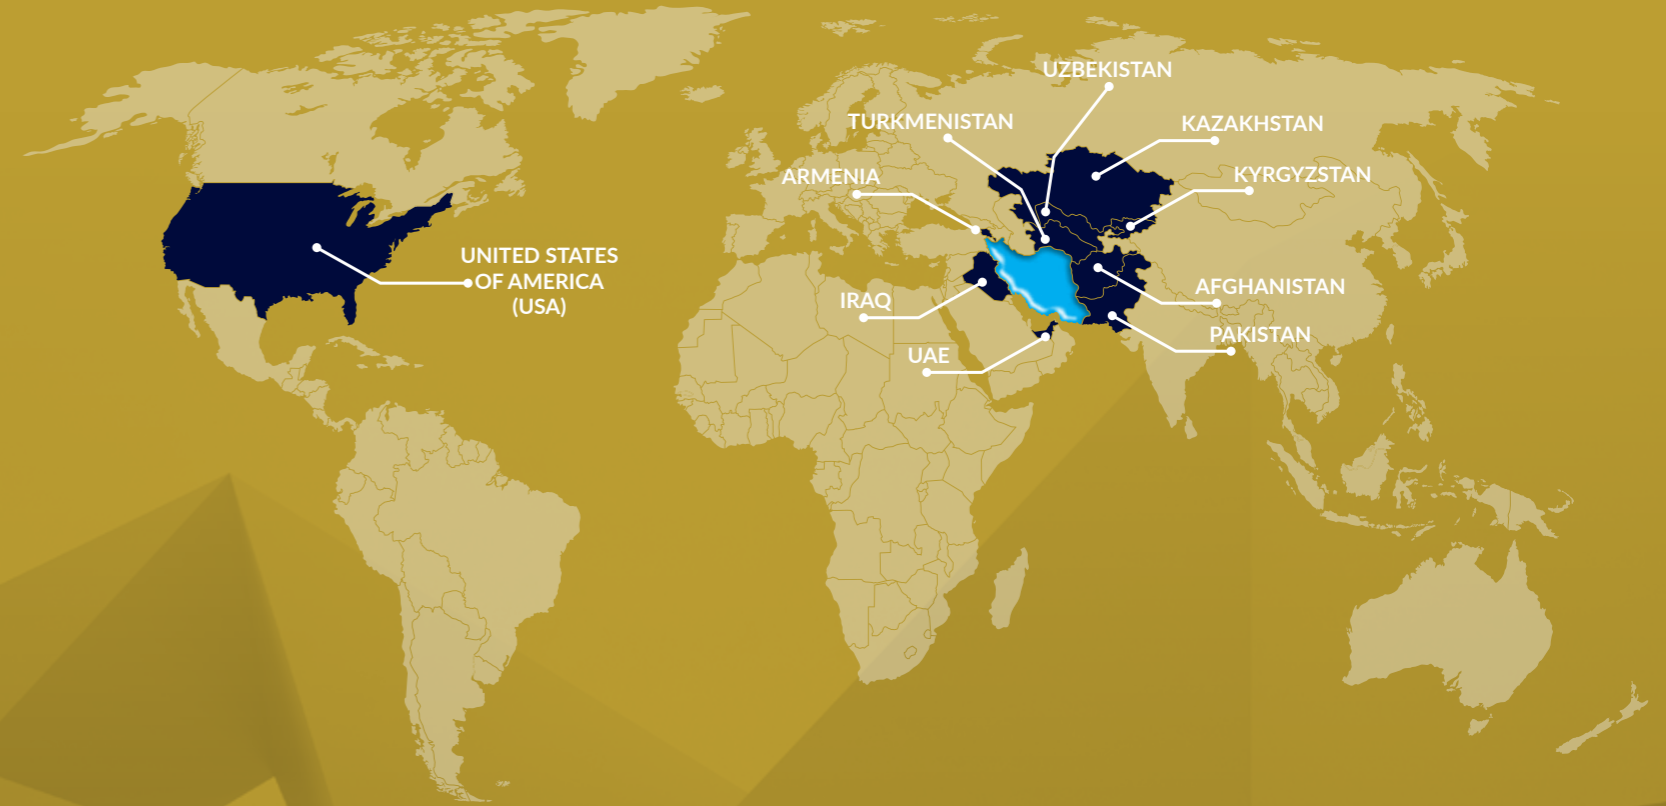 UZBEKISTAN
TURKMENISTAN
KAZAKHSTAN
ARMENIA
KYRGYZSTAN
UNITED STATES
OF AMERICA
(USA)
IRAQ
AFGHANISTAN
UAE
PAKISTAN